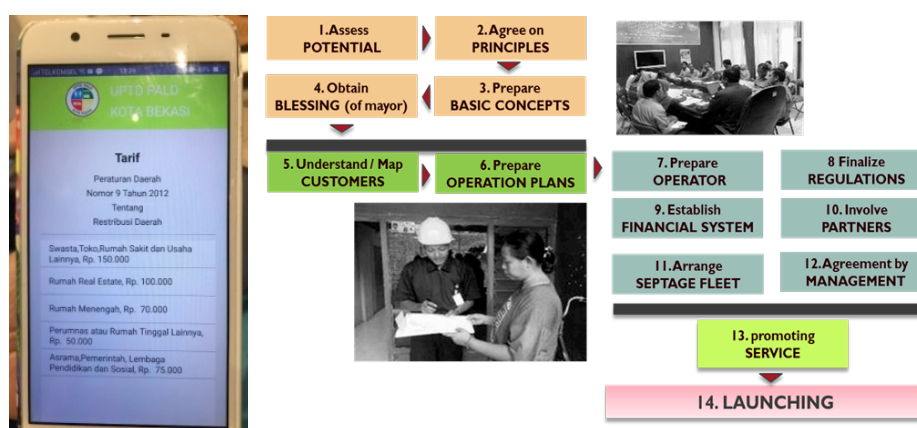 TELKOMSEL
UPTD PALD
KOTA BEKASI
Tarif
Peraturan Daerah
Nomor 9 Tahun 2012
Tentang
Restribusi Daerah
Swasta,Toko,Rumah Sakit dan Usaha
Lainnya, Rp. 150.000
Rumah Real Estate, Rp. 100.000
Rumah Menengah, Rp. 70.000
Perumnas atau Rumah Tinggal Lainnya,
Rp. 50.000
Asrama,Pemerintah, Lembaga
Pendidikan dan Sosial, Rp. 75.000
1.Assess
POTENTIAL
2.Agree on
PRINCIPLES
3. Prepare
BASIC CONCEPTS
4. Obtain
BLESSING (of mayor)
5. Understand / Map
CUSTOMERS
6. Prepare
OPERATION PLANS
7. Prepare
OPERATOR
8 Finalize
REGULATIONS
9. Establish
FINANCIAL SYSTEM
10. Involve
PARTNERS
11. Arrange
SEPTAGE FLEET
12. Agreement by
MANAGEMENT
13. promoting
SERVICE
14. LAUNCHING